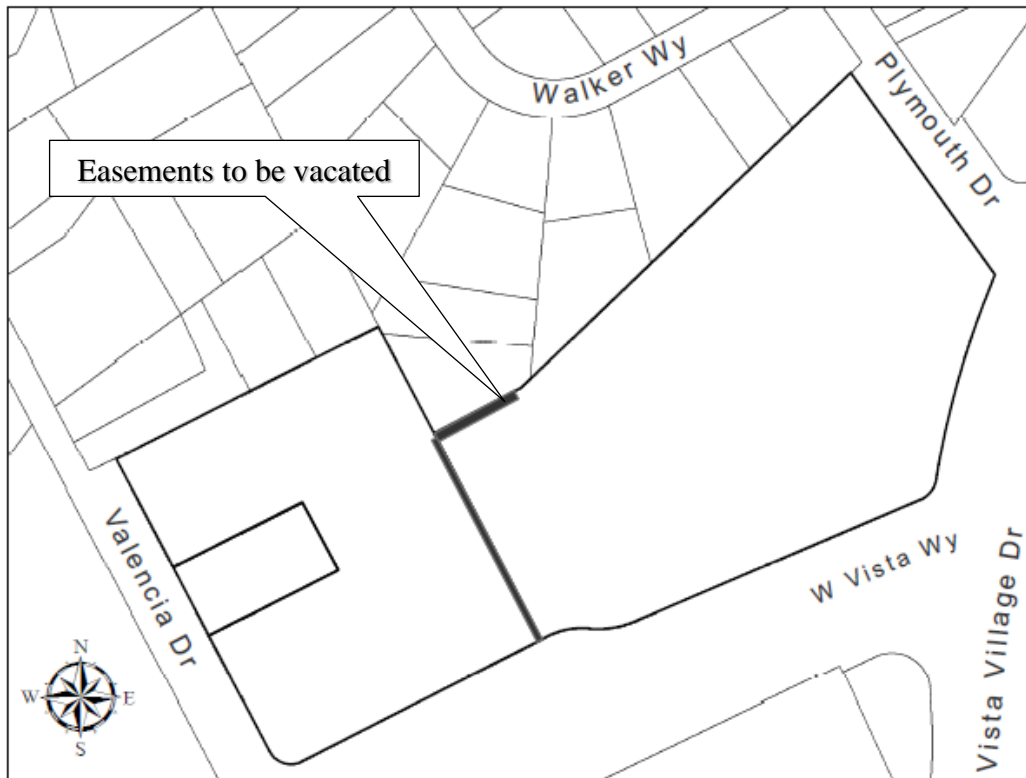 Walker Wy
Plymouth Dr
Easements to be vacated
Valencia Dr
W Vista Wy
Vista Village Dr
N
W E
S